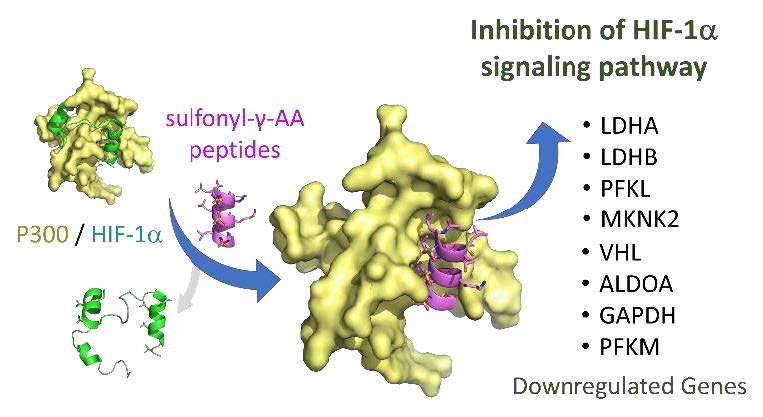 Inhibition of HIF-1α
signaling pathway
sulfonyl-γ-AA
peptides
P300 / HIF-1α
• LDHA
• LDHB
• PFKL
• MKNK2
• VHL
• ALDOA
• GAPDH
• PFKM
Downregulated Genes